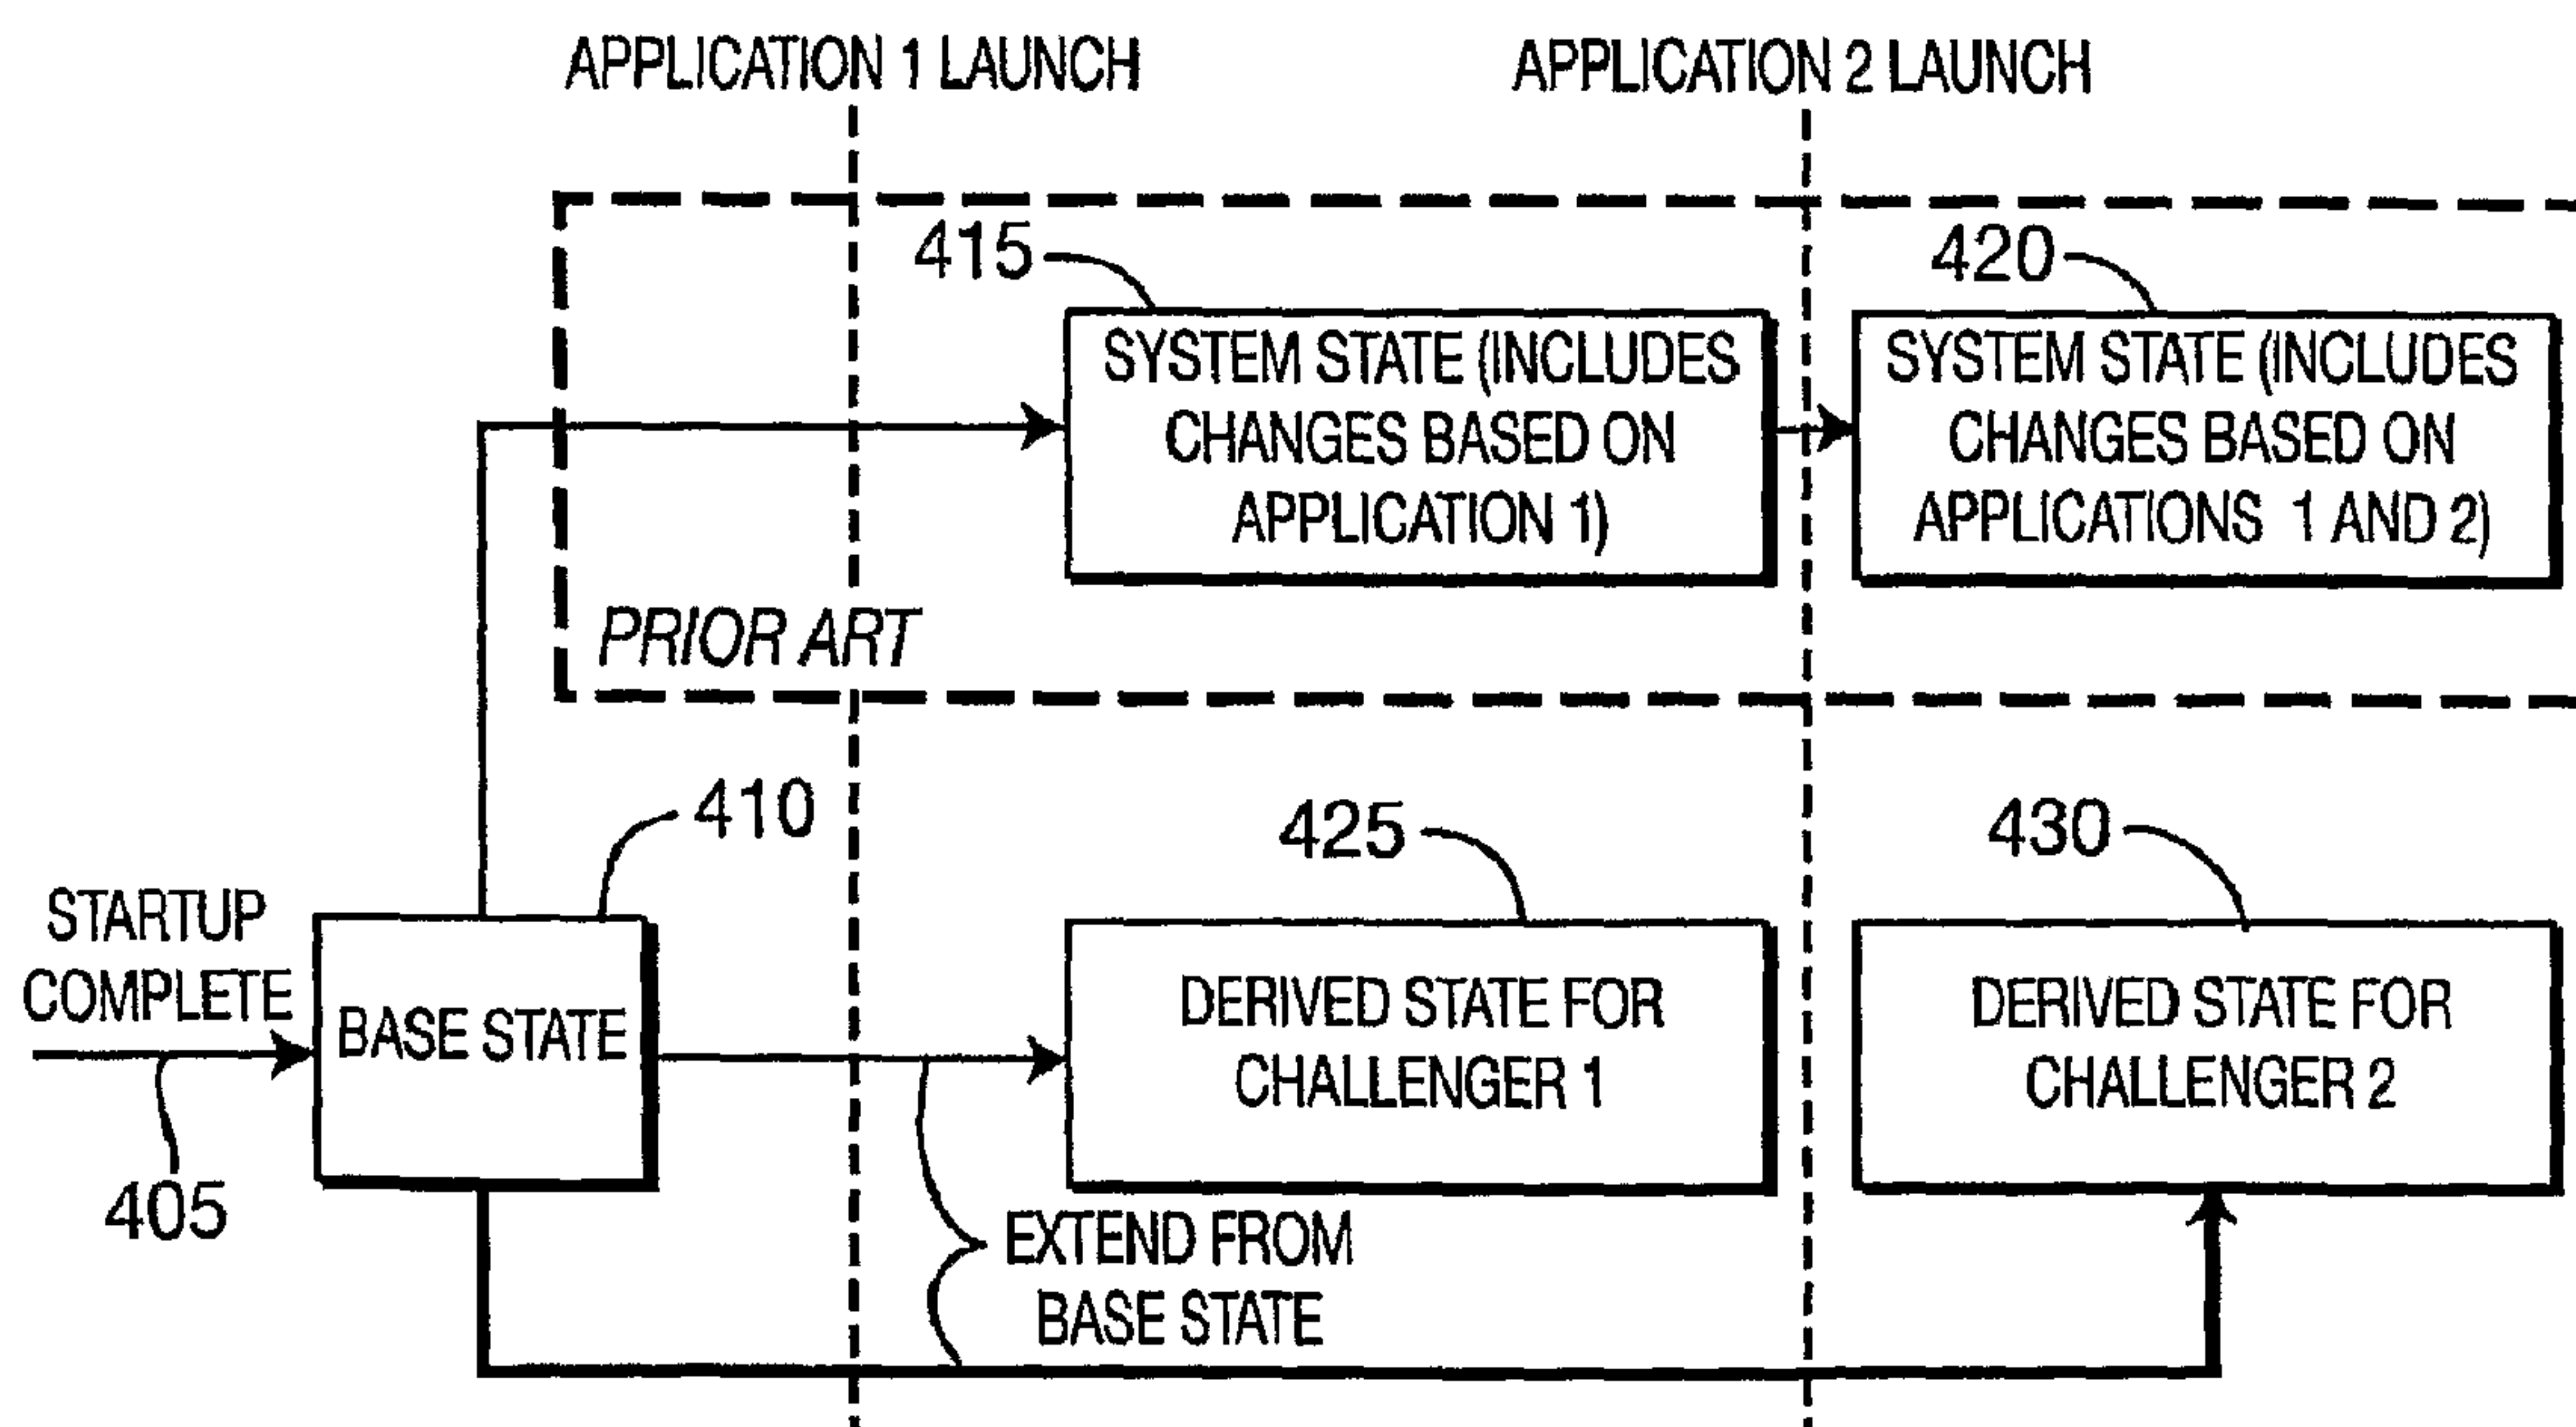 APPLICATION 1 LAUNCH
APPLICATION 2 LAUNCH
415
420
SYSTEM STATE (INCLUDES
CHANGES BASED ON
APPLICATION 1)
SYSTEM STATE (INCLUDES
CHANGES BASED ON
APPLICATIONS 1 AND 2)
PRIOR ART
410
425
430
STARTUP
COMPLETE
405
BASE STATE
DERIVED STATE FOR
CHALLENGER 1
DERIVED STATE FOR
CHALLENGER 2
EXTEND FROM
BASE STATE